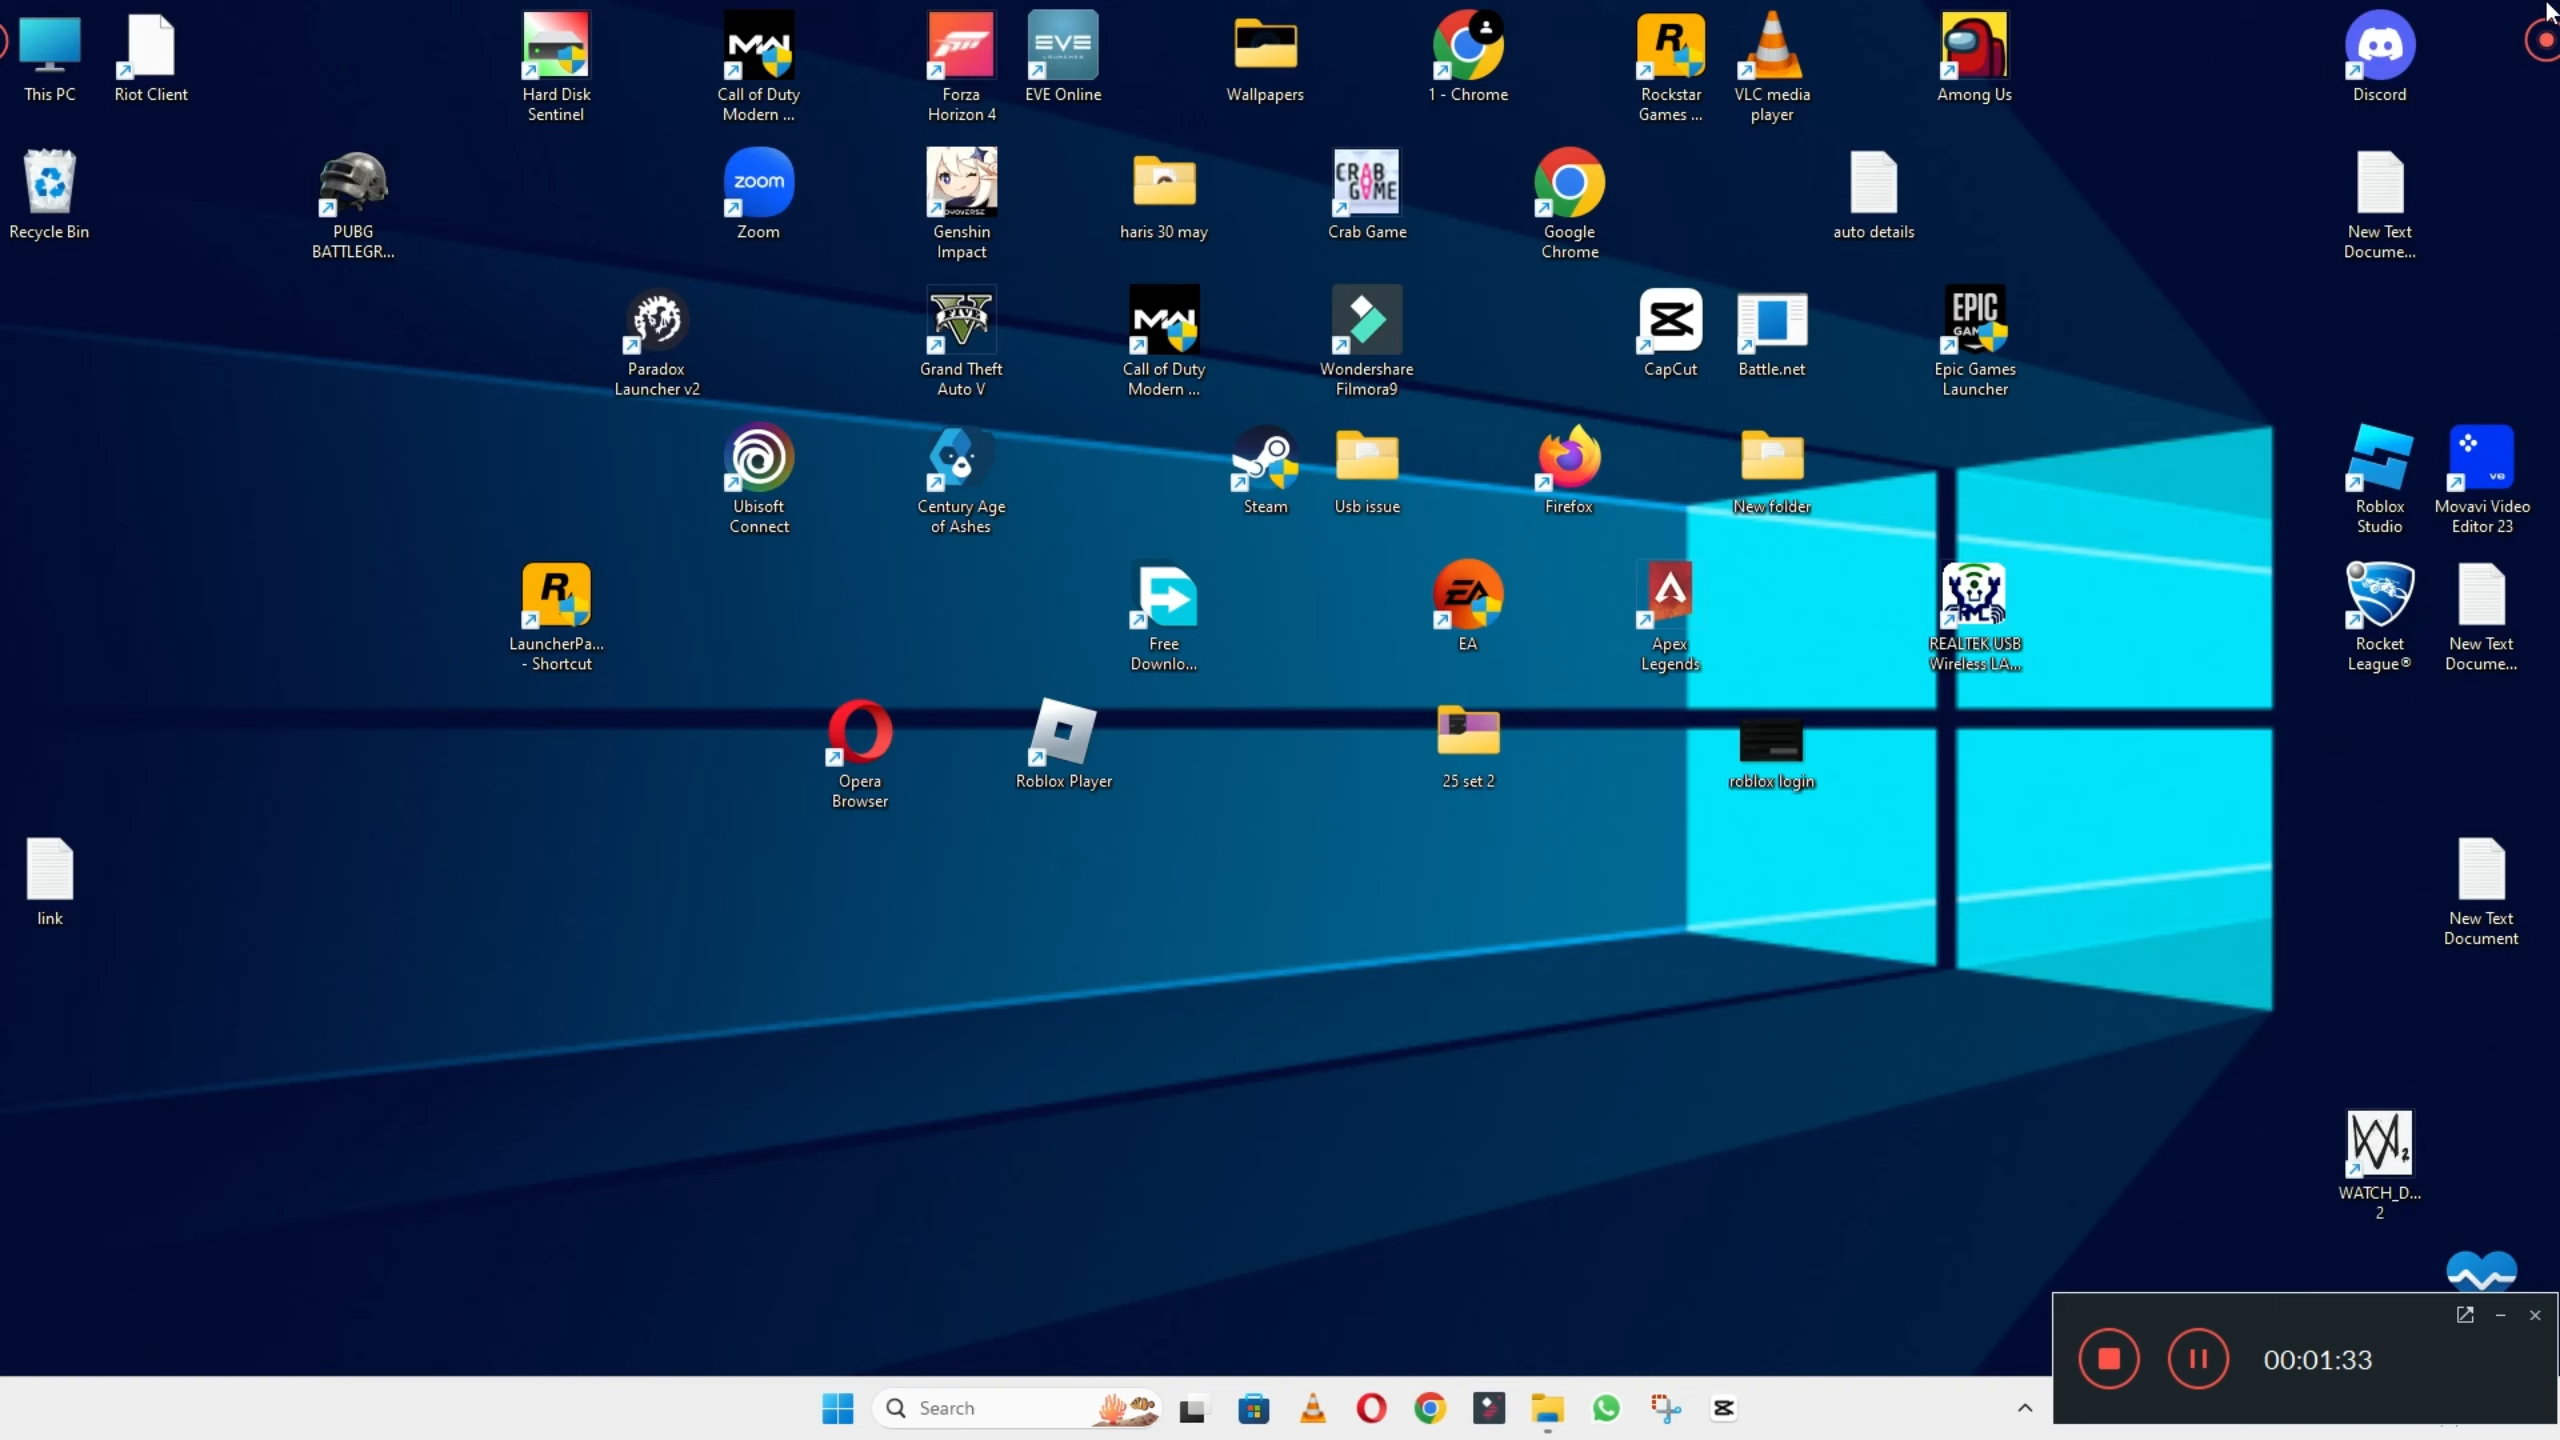 This PC
Riot Client
Hard Disk
Sentinel
Call of Duty
Modern ...
Forza
Horizon 4
EVE Online
Wallpapers
1 - Chrome
Rockstar
Games ...
VLC media
player
Among Us
Discord
Recycle Bin
PUBG
BATTLEGR...
Zoom
Genshin
Impact
haris 30 may
Crab Game
Google
Chrome
auto details
New Text
Docume...
Paradox
Launcher v2
Grand Theft
Auto V
Call of Duty
Modern ...
Wondershare
Filmora9
CapCut
Battle.net
Epic Games
Launcher
Ubisoft
Connect
Century Age
of Ashes
Steam
Usb issue
Firefox
New folder
Roblox
Studio
Movavi Video
Editor 23
LauncherPa...
- Shortcut
Free
Downlo...
EA
Apex
Legends
REALTEK USB
Wireless LA...
Rocket
League®
New Text
Docume...
Opera
Browser
Roblox Player
25 set 2
roblox login
link
New Text
Document
WATCH_D...
2
00:01:33
Search